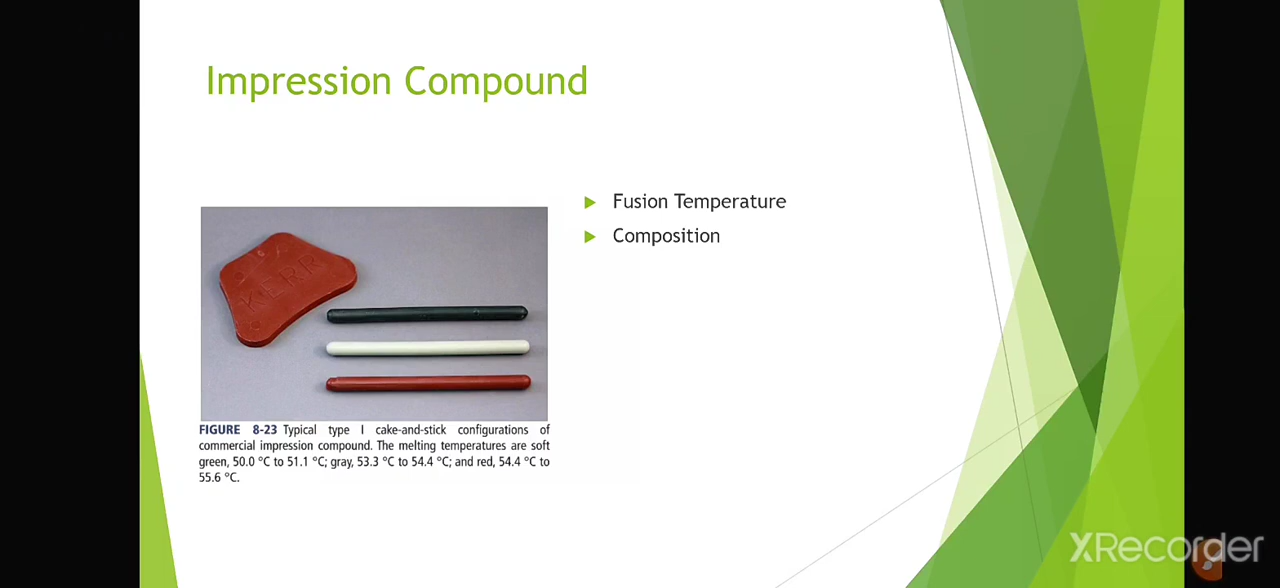 Impression Compound
Fusion Temperature
Composition
KERR
FIGURE 8-23 Typical type I cake-and-stick configurations of
commercial impression compound. The melting temperatures are soft
green, 50.0 °C to 51.1 °C; gray, 53.3 °C to 54.4 °C; and red, 54.4 °C to
55.6 °C.
XRecorder